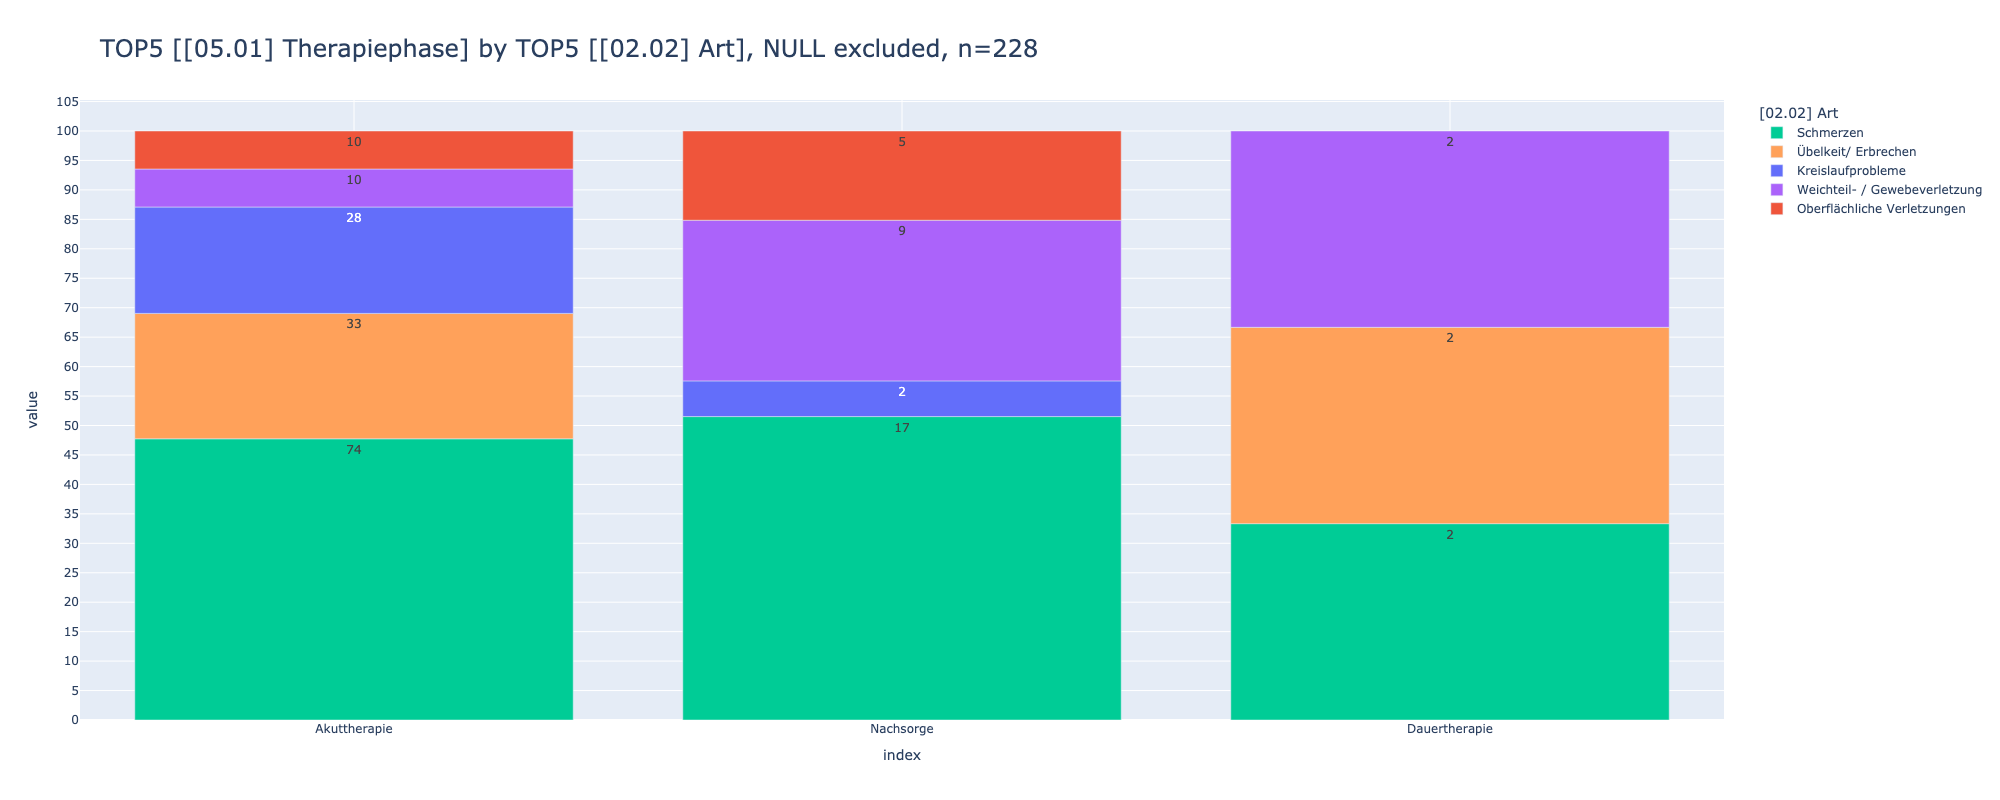 TOP5 [[05.01] Therapiephase] by TOP5 [[02.02] Art], NULL excluded, n=228
[02.02] Art
Schmerzen
Übelkeit/ Erbrechen
Kreislaufprobleme
Weichteil- / Gewebeverletzung
Oberflächliche Verletzungen
value
105
100
95
90
85
80
75
70
65
60
55
50
45
40
35
30
25
20
15
10
5
0
10
10
28
33
74
5
9
2
17
2
2
2
Akuttherapie
Nachsorge
Dauertherapie
index